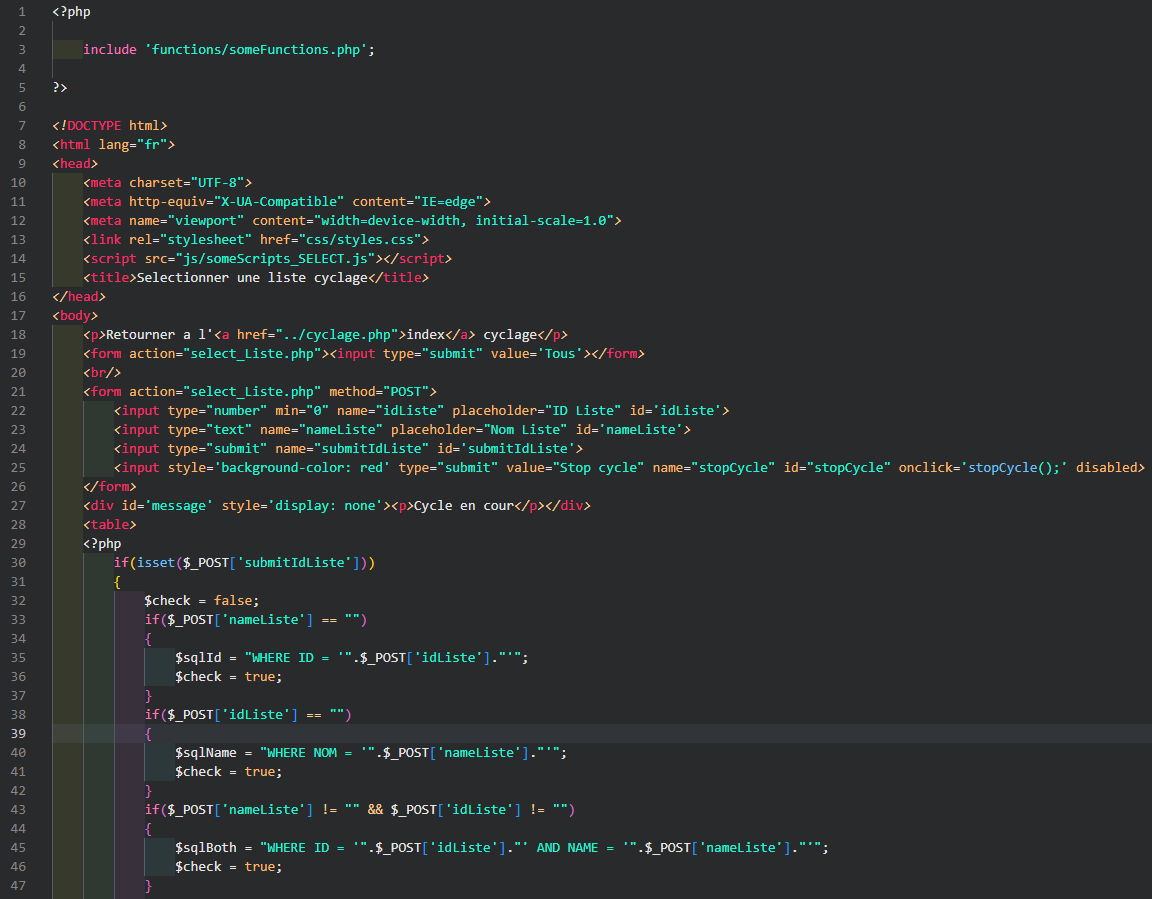 1 <?php
2
3 include 'functions/someFunctions.php';
4
5 ?>
6
7 <!DOCTYPE html>
8 <html lang="fr">
9 <head>
10 <meta charset="UTF-8">
11 <meta http-equiv="X-UA-Compatible" content="IE=edge">
12 <meta name="viewport" content="width=device-width, initial-scale=1.0">
13 <link rel="stylesheet" href="css/styles.css">
14 <script src="js/someScripts_SELECT.js"></script>
15 <title>Selectionner une liste cyclage</title>
16 </head>
17 <body>
18 <p>Retourner a l'<a href="../cyclage.php">index</a> cyclage</p>
19 <form action="select_Liste.php"><input type="submit" value='Tous'></form>
20 <br/>
21 <form action="select_Liste.php" method="POST">
22 <input type="number" min="0" name="idListe" placeholder="ID Liste" id='idListe'>
23 <input type="text" name="nameListe" placeholder="Nom Liste" id='nameListe'>
24 <input type="submit" name="submitIdListe" id='submitIdListe'>
25 <input style='background-color: red' type="submit" value="Stop cycle" name="stopCycle" id="stopCycle" onclick='stopCycle();' disabled>
26 </form>
27 <div id='message' style='display: none'><p>Cycle en cour</p></div>
28 <table>
29 <?php
30 if(isset($_POST['submitIdListe']))
31 {
32 $check = false;
33 if($_POST['nameListe'] == "")
34 {
35 $sqlId = "WHERE ID = '".$_POST['idListe']."'";
36 $check = true;
37 }
38 if($_POST['idListe'] == "")
39 {
40 $sqlName = "WHERE NOM = '".$_POST['nameListe']."'";
41 $check = true;
42 }
43 if($_POST['nameListe'] != "" && $_POST['idListe'] != "")
44 {
45 $sqlBoth = "WHERE ID = '".$_POST['idListe']."' AND NAME = '".$_POST['nameListe']."'";
46 $check = true;
47 }